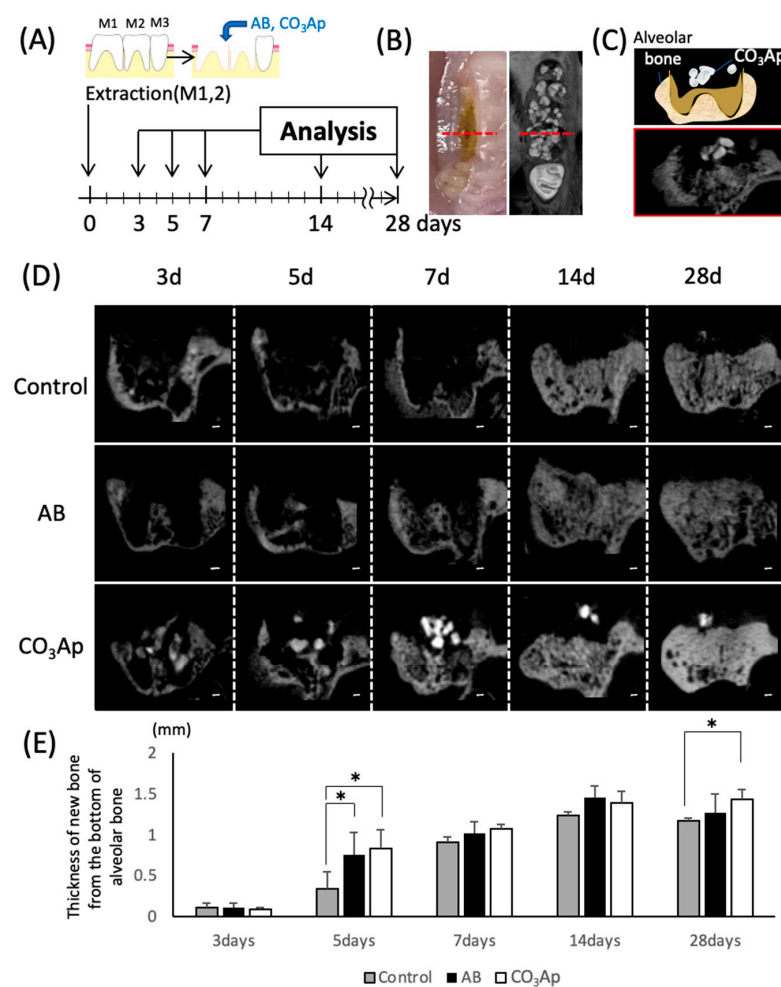 (A)
M1 M2 M3
AB, CO₃Ap
Extraction(M1,2)
Analysis
0 3 5 7 14 28 days
(B)
(C)
Alveolar
bone
CO₃Ap
(D)
3d 5d 7d 14d 28d
Control
AB
CO₃Ap
(E)
(mm)
Thickness of new bone
from the bottom of
alveolar bone
2
1.5
1
0.5
0
* * *
3days 5days 7days 14days 28days
Control AB CO₃Ap